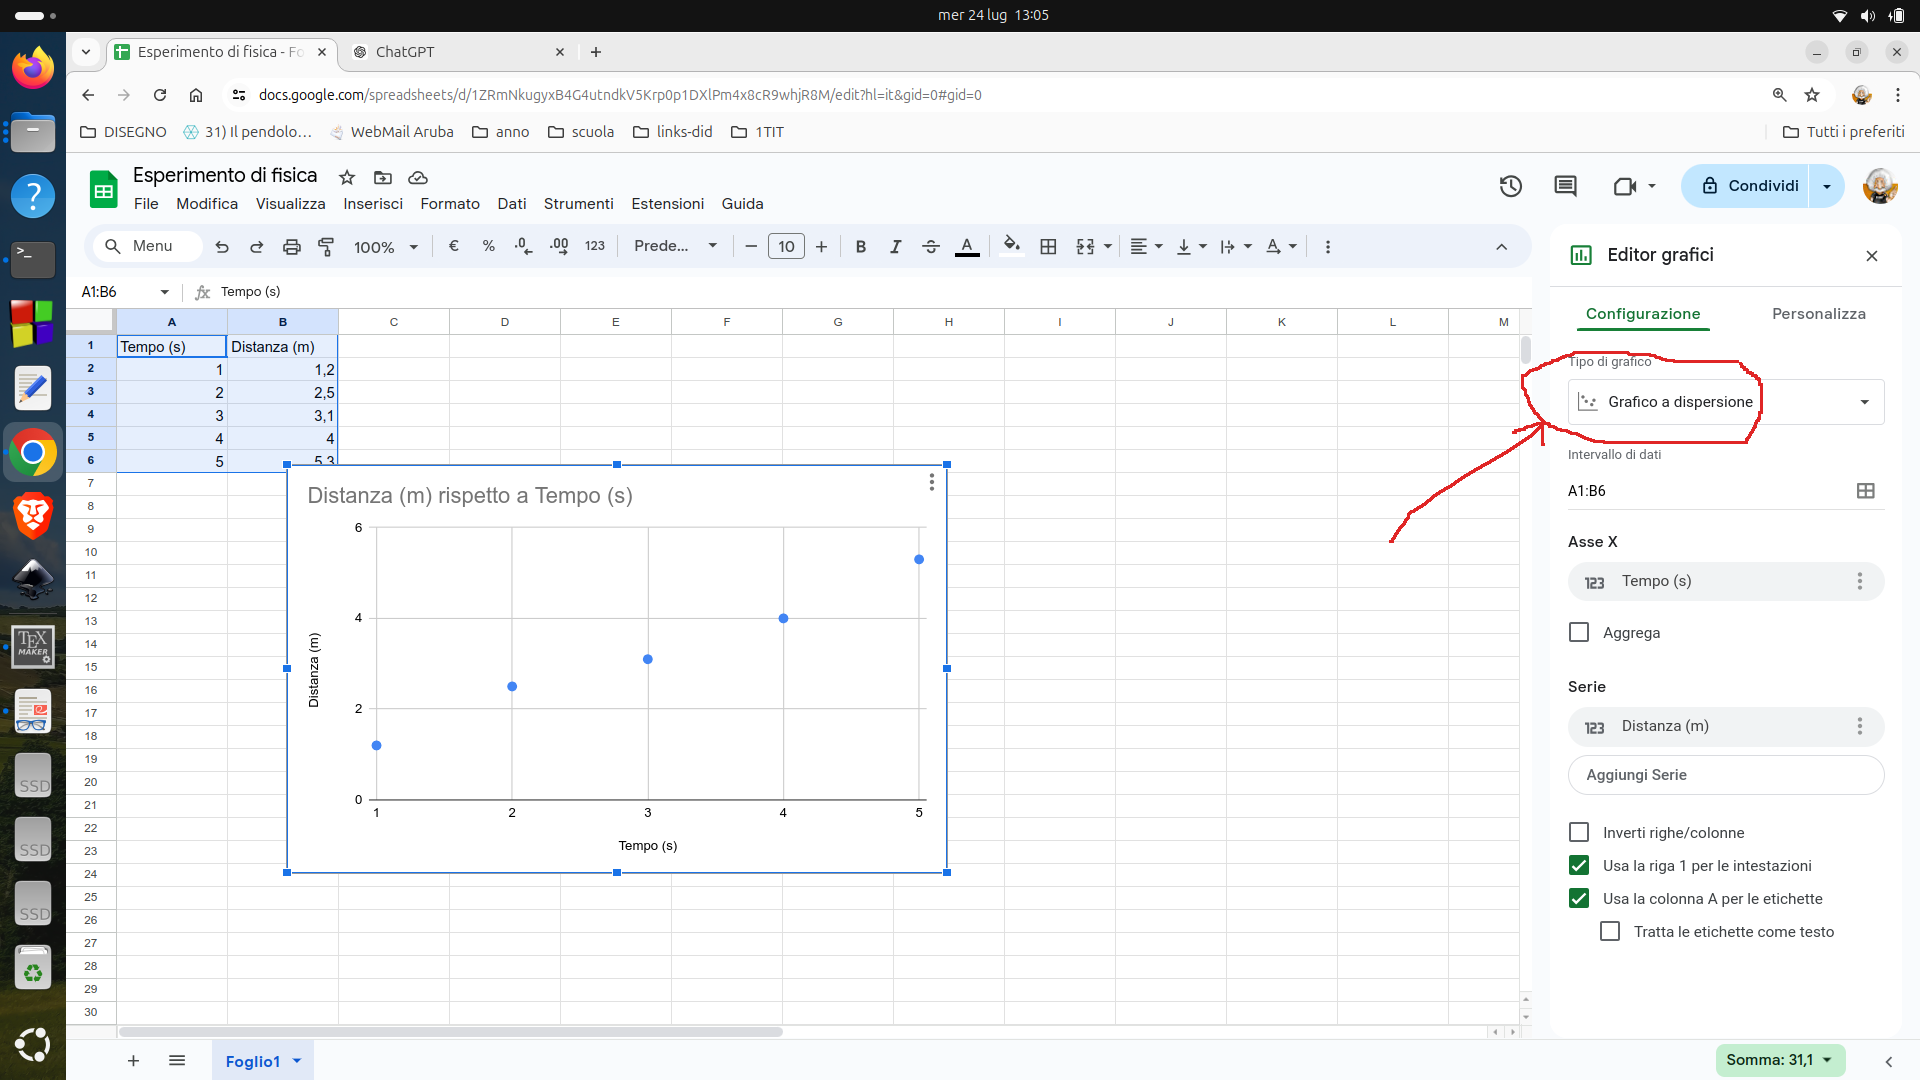 mer 24 lug 13:05
Esperimento di fisica - Fo
ChatGPT
docs.google.com/spreadsheets/d/1ZRmNkugyxB4G4utndkV5Krp0p1DXlPm4x8cR9whjR8M/edit?hl=it&gid=0#gid=0
DISEGNO 31) Il pendolo... WebMail Aruba anno scuola links-did 1TIT Tutti i preferiti
Esperimento di fisica
File Modifica Visualizza Inserisci Formato Dati Strumenti Estensioni Guida
Condividi
Menu 100% € % .0 .00 123 Prede... 10 B I S A
A1:B6 fx Tempo (s)
A B C D E F G H I J K L M
1 Tempo (s) Distanza (m)
2 1 1,2
3 2 2,5
4 3 3,1
5 4 4
6 5 5,3
7
8
9
10
11
12
13
14
15
16
17
18
19
20
21
22
23
24
25
26
27
28
29
30
Distanza (m) rispetto a Tempo (s)
6
4
2
0
Distanza (m)
1 2 3 4 5
Tempo (s)
Editor grafici
Configurazione Personalizza
Tipo di grafico
Grafico a dispersione
Intervallo di dati
A1:B6
Asse X
123 Tempo (s)
Aggrega
Serie
123 Distanza (m)
Aggiungi Serie
Inverti righe/colonne
Usa la riga 1 per le intestazioni
Usa la colonna A per le etichette
Tratta le etichette come testo
Foglio1
Somma: 31,1
TEX
MAKER
SSD
SSD
SSD